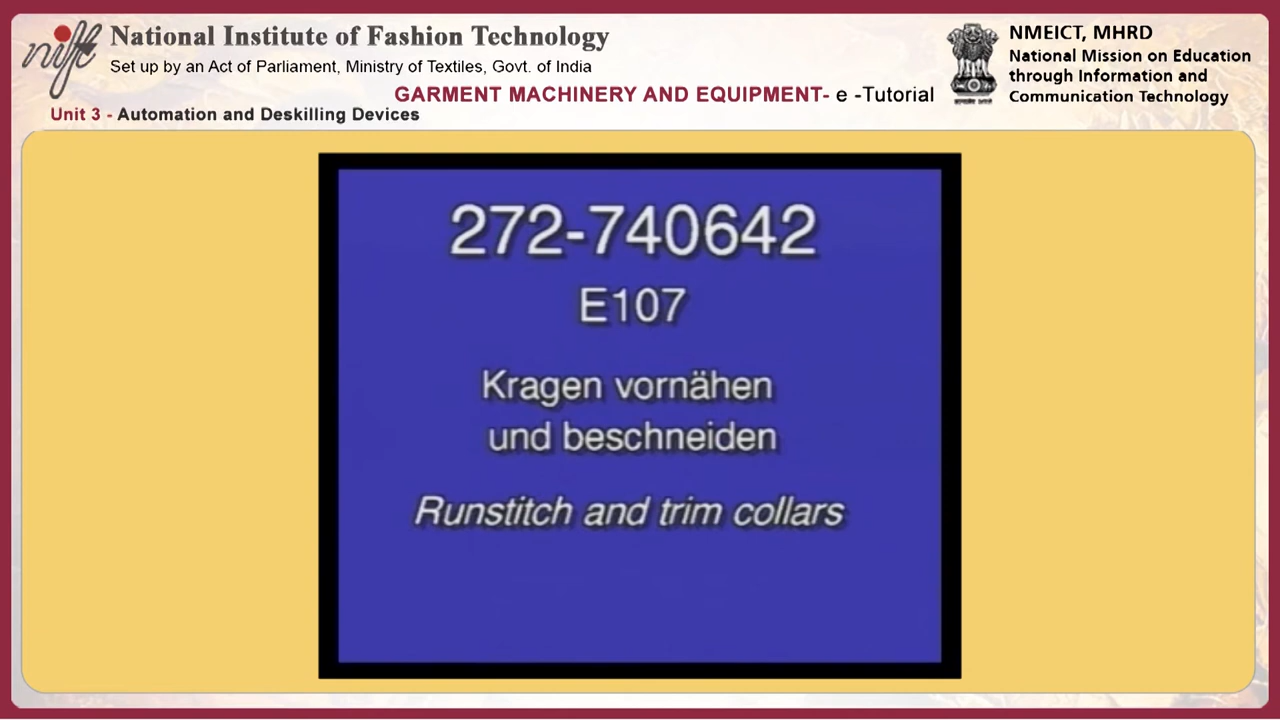 nift
National Institute of Fashion Technology
Set up by an Act of Parliament, Ministry of Textiles, Govt. of India
GARMENT MACHINERY AND EQUIPMENT- e -Tutorial
Unit 3 - Automation and Deskilling Devices
NMEICT, MHRD
National Mission on Education
through Information and
Communication Technology
272-740642
E107
Kragen vornähen
und beschneiden
Runstitch and trim collars